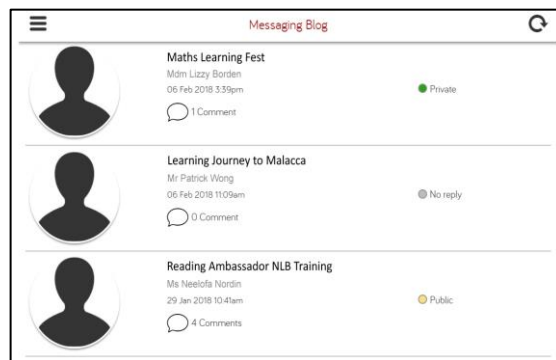 Messaging Blog
Maths Learning Fest
Mdm Lizzy Borden
06 Feb 2018 3:39pm
Private
1 Comment
Learning Journey to Malacca
Mr Patrick Wong
06 Feb 2018 11:09am
No reply
0 Comment
Reading Ambassador NLB Training
Ms Neelofa Nordin
29 Jan 2018 10:41am
Public
4 Comments